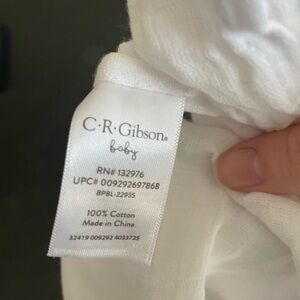 C·R·Gibson®
baby
RN# 132976
UPC# 009292697868
BPBL-22955
100% Cotton
Made in China
32419 009292 4033725